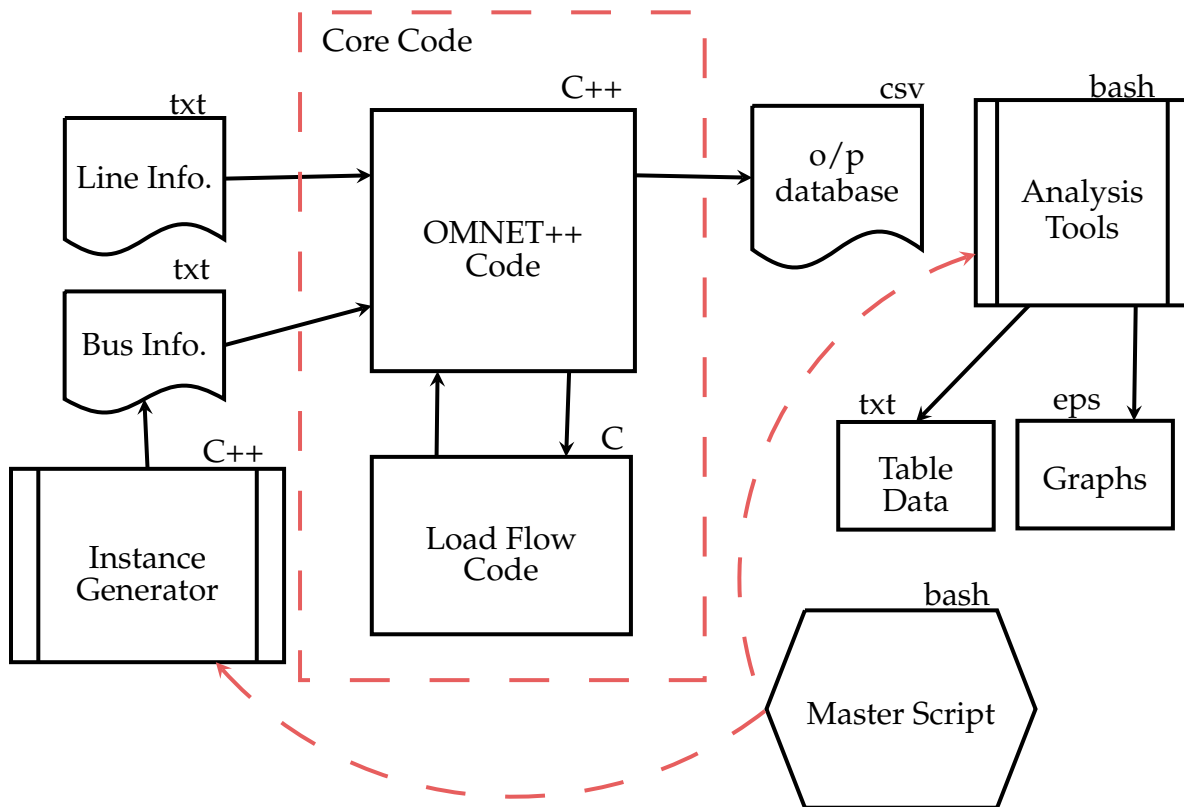 Core Code
txt
Line Info.
C++
OMNET++
Code
csv
o/p
database
bash
Analysis
Tools
txt
Bus Info.
C++
Instance
Generator
C
Load Flow
Code
txt
Table
Data
eps
Graphs
bash
Master Script